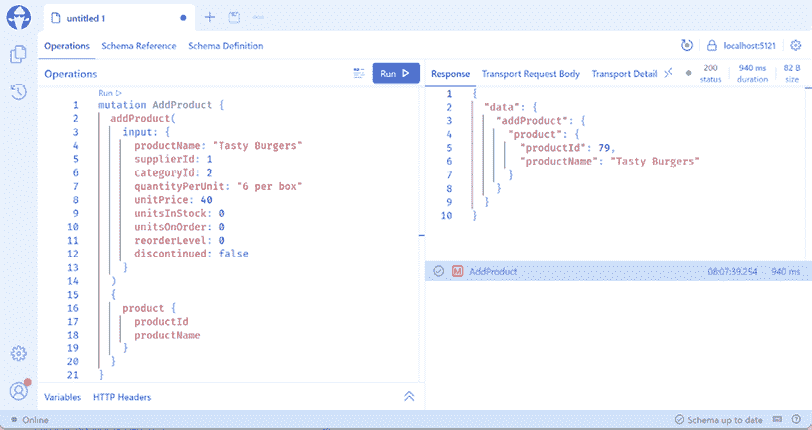 untitled 1
Operations
Schema Reference
Schema Definition
localhost:5121
Operations
Run
Response
Transport Request Body
Transport Detail
200
status
940 ms
duration
82 B
size
Run
1 mutation AddProduct {
2 addProduct(
3 input: {
4 productName: "Tasty Burgers"
5 supplierId: 1
6 categoryId: 2
7 quantityPerUnit: "6 per box"
8 unitPrice: 40
9 unitsInStock: 0
10 unitsOnOrder: 0
11 reorderLevel: 0
12 discontinued: false
13 }
14 )
15 {
16 product {
17 productId
18 productName
19 }
20 }
21 }
1 {
2 "data": {
3 "addProduct": {
4 "product": {
5 "productId": 79,
6 "productName": "Tasty Burgers"
7 }
8 }
9 }
10 }
M AddProduct
08:07:39.254
940 ms
Variables
HTTP Headers
Online
Schema up to date